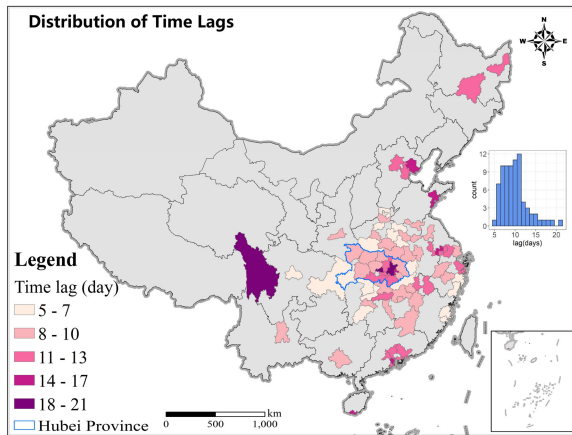 Distribution of Time Lags
N
W E
S
12
9
6
3
0
count
5 10 15 20
lag(days)
Legend
Time lag (day)
5 - 7
8 - 10
11 - 13
14 - 17
18 - 21
Hubei Province
0 500 1,000
km